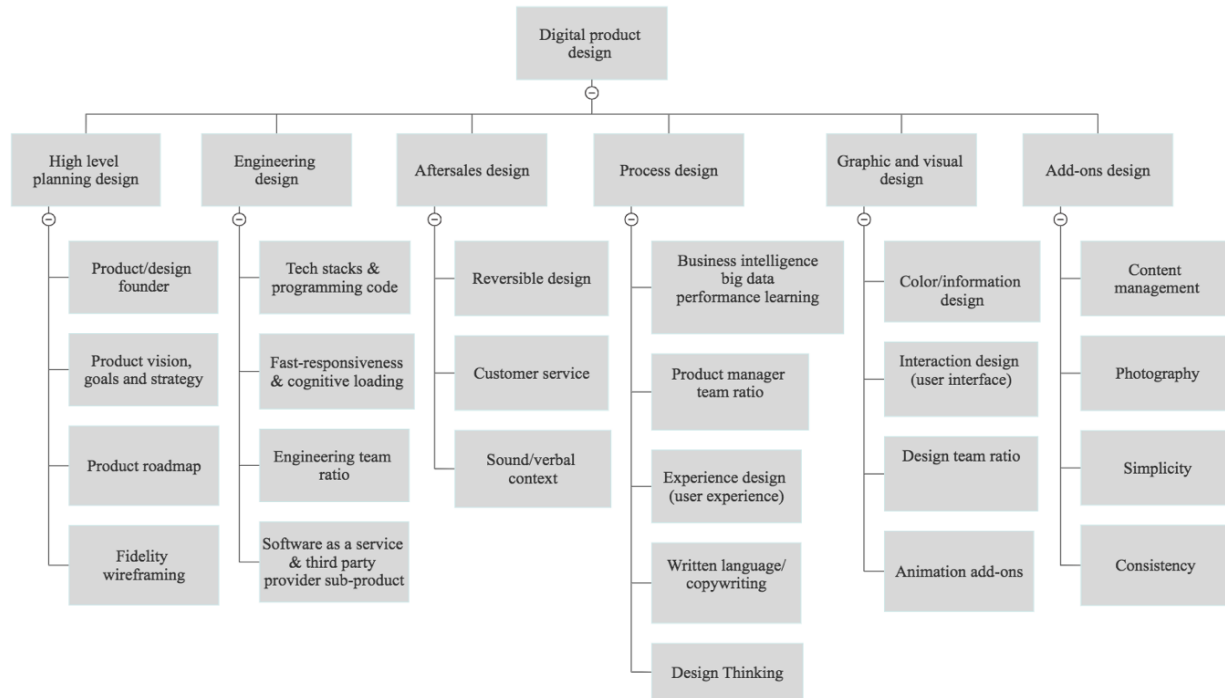 Digital product
design
High level
planning design
Engineering
design
Aftersales design
Process design
Graphic and visual
design
Add-ons design
Product/design
founder
Product vision,
goals and strategy
Product roadmap
Fidelity
wireframing
Tech stacks &
programming code
Fast-responsiveness
& cognitive loading
Engineering team
ratio
Software as a service
& third party
provider sub-product
Reversible design
Customer service
Sound/verbal
context
Business intelligence
big data
performance learning
Product manager
team ratio
Experience design
(user experience)
Written language/
copywriting
Design Thinking
Color/information
design
Interaction design
(user interface)
Design team ratio
Animation add-ons
Content
management
Photography
Simplicity
Consistency